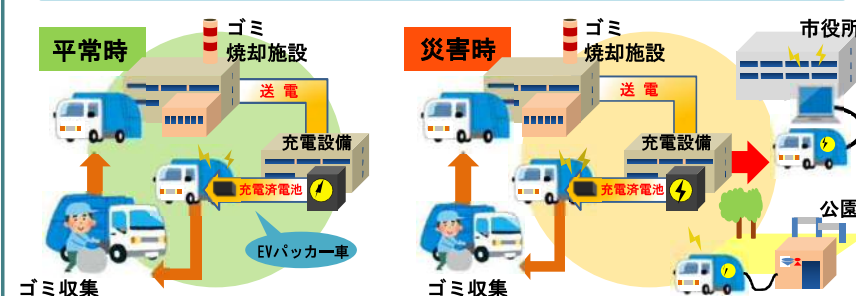 平常時
ゴミ
焼却施設
送電
充電設備
充電済電池
EVパッカー車
ゴミ収集
災害時
ゴミ
焼却施設
送電
充電設備
充電済電池
ゴミ収集
市役所
公園